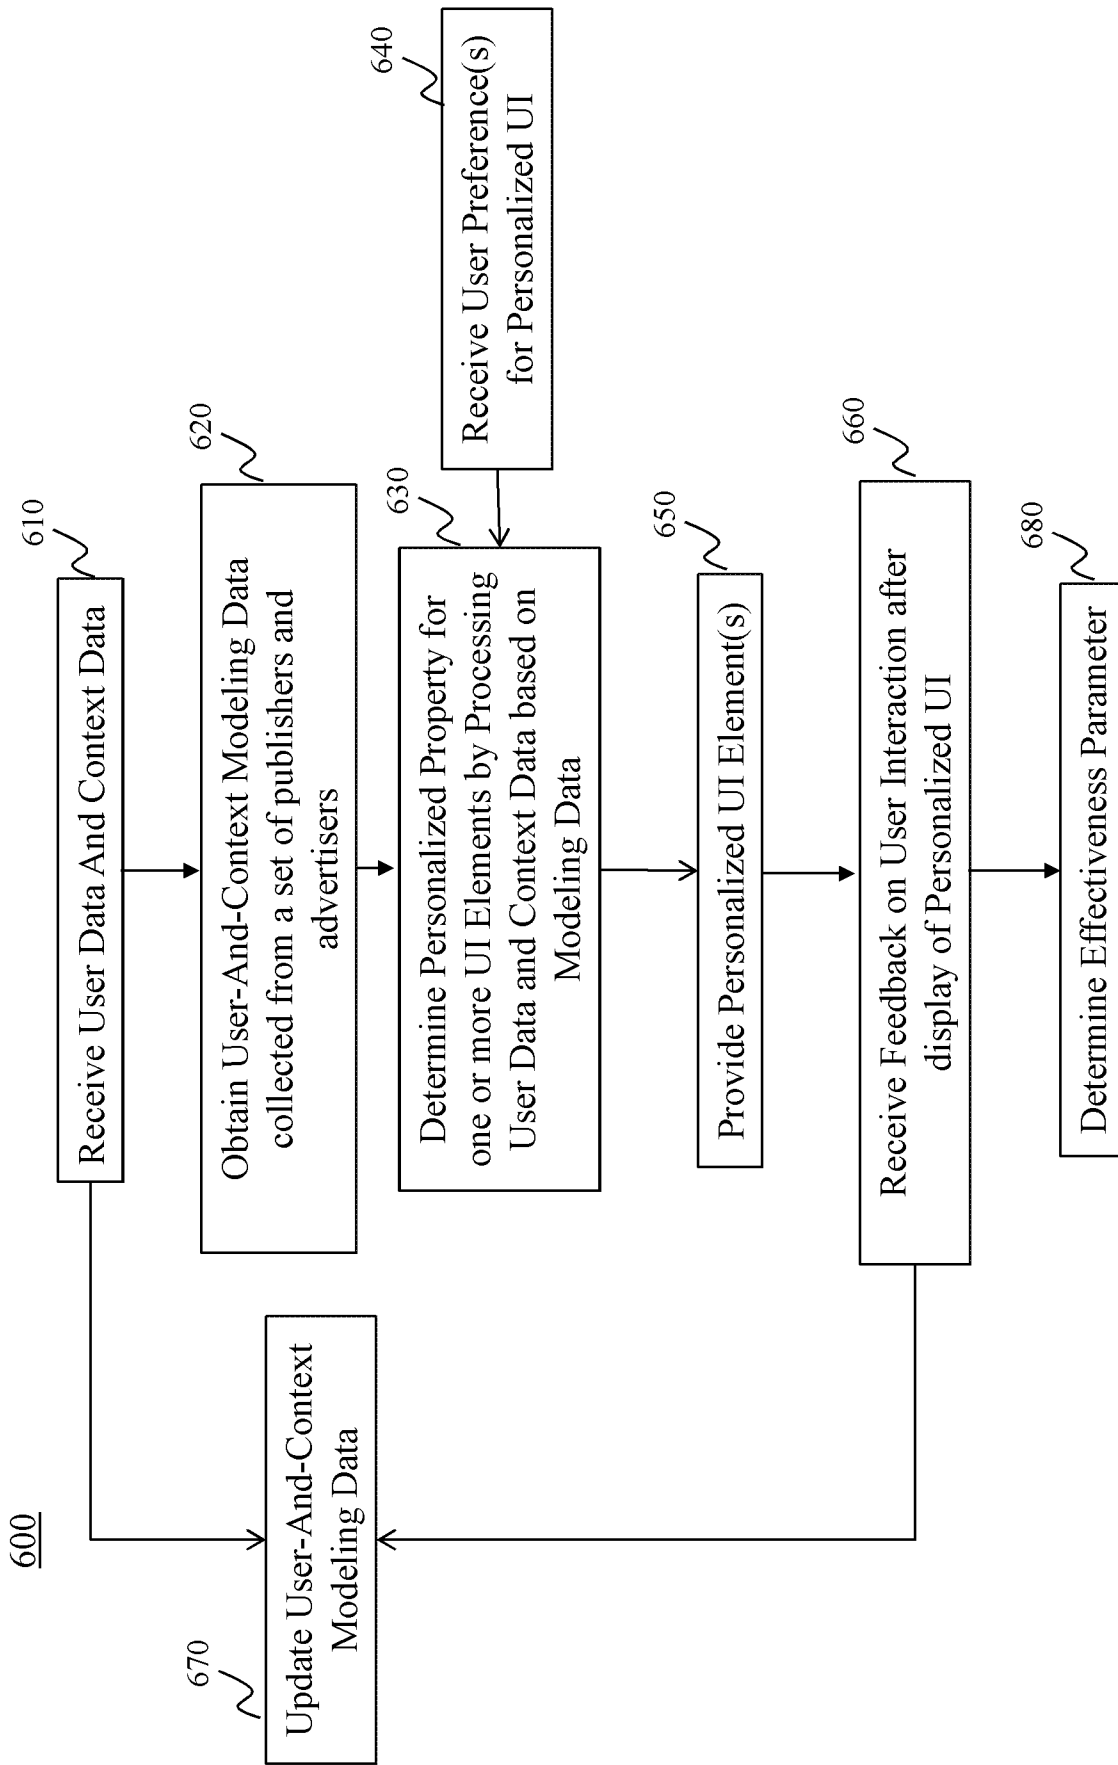 600
610
Receive User Data And Context Data
620
Obtain User-And-Context Modeling Data
collected from a set of publishers and
advertisers
630
Determine Personalized Property for
one or more UI Elements by Processing
User Data and Context Data based on
Modeling Data
640
Receive User Preference(s)
for Personalized UI
650
Provide Personalized UI Element(s)
660
Receive Feedback on User Interaction after
display of Personalized UI
670
Update User-And-Context
Modeling Data
680
Determine Effectiveness Parameter